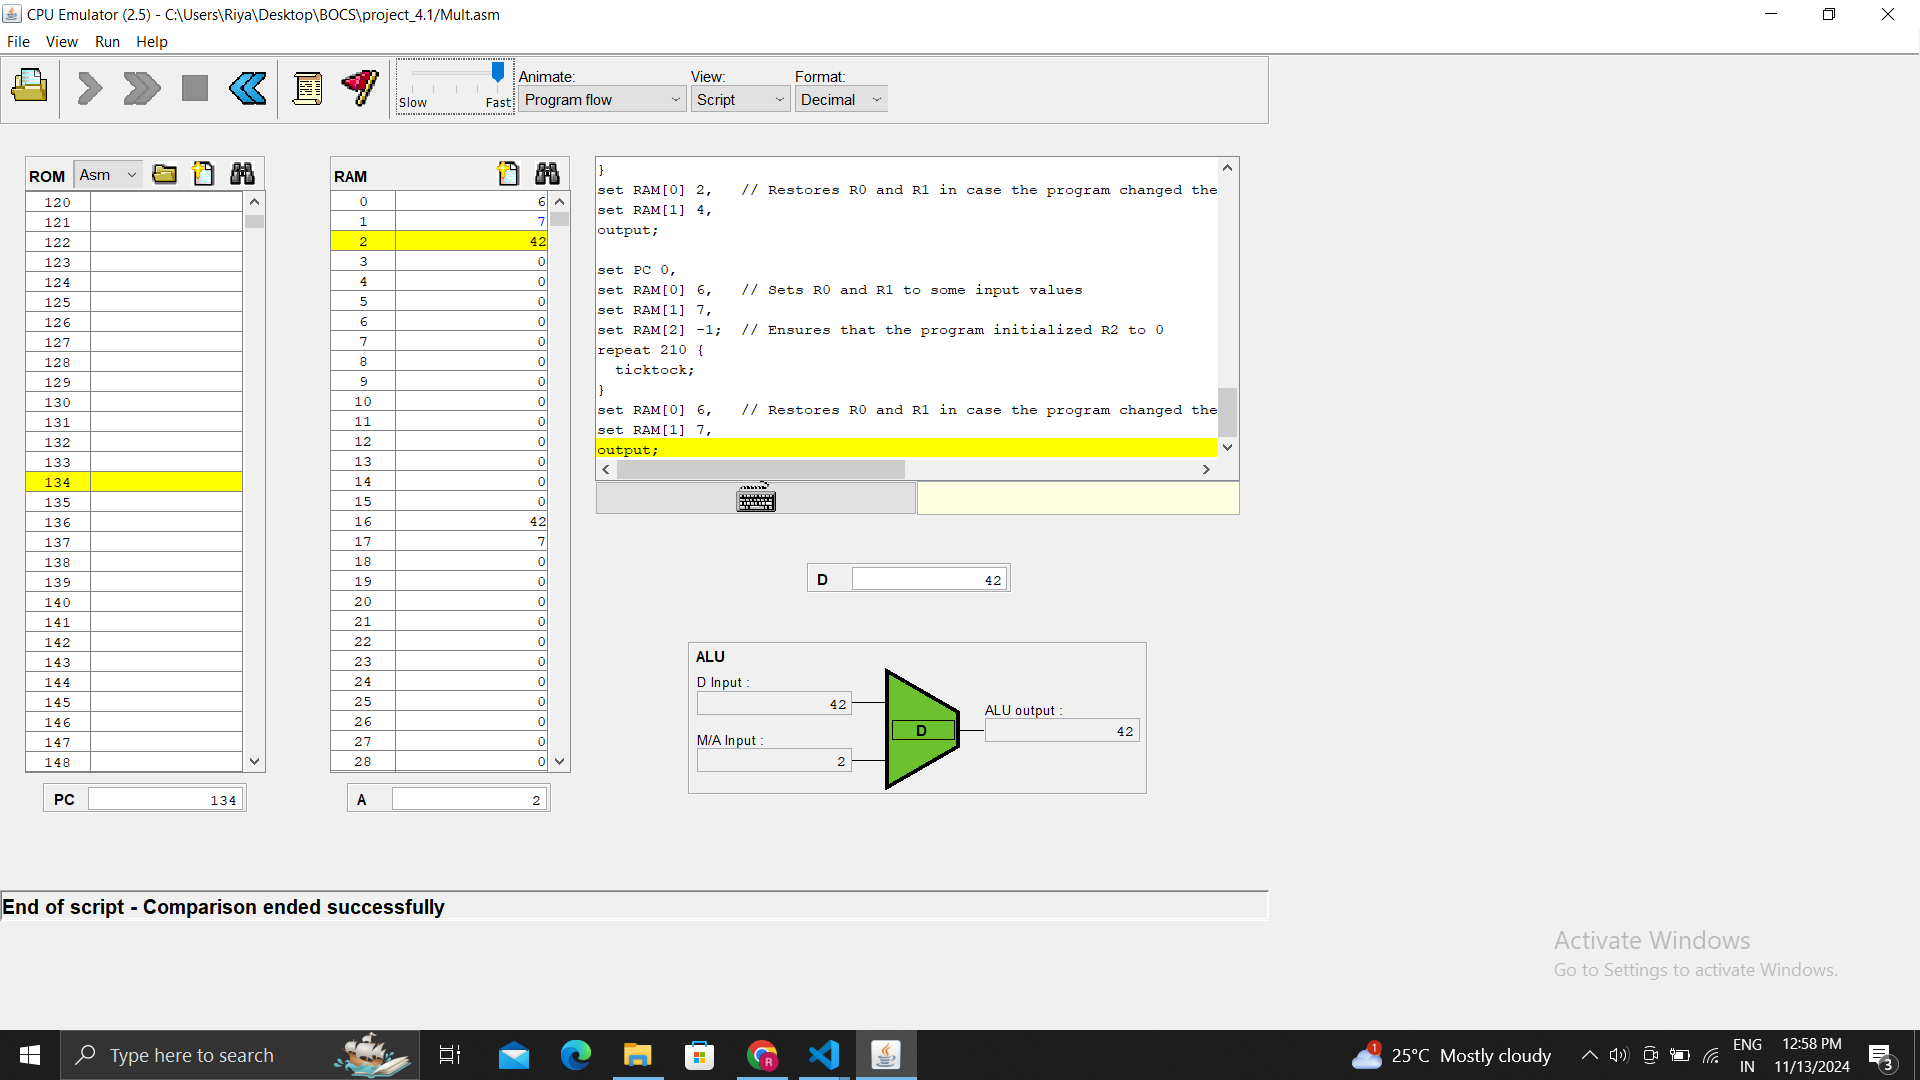 CPU Emulator (2.5) - C:\Users\Riya\Desktop\BOCS\project_4.1/Mult.asm
File View Run Help
Slow Fast
Animate:
Program flow
View:
Script
Format:
Decimal
ROM Asm
120
121
122
123
124
125
126
127
128
129
130
131
132
133
134
135
136
137
138
139
140
141
142
143
144
145
146
147
148
PC 134
RAM
0 6
1 7
2 42
3 0
4 0
5 0
6 0
7 0
8 0
9 0
10 0
11 0
12 0
13 0
14 0
15 0
16 42
17 7
18 0
19 0
20 0
21 0
22 0
23 0
24 0
25 0
26 0
27 0
28 0
A 2
}
set RAM[0] 2, // Restores R0 and R1 in case the program changed the
set RAM[1] 4,
output;
set PC 0,
set RAM[0] 6, // Sets R0 and R1 to some input values
set RAM[1] 7,
set RAM[2] -1; // Ensures that the program initialized R2 to 0
repeat 210 {
ticktock;
}
set RAM[0] 6, // Restores R0 and R1 in case the program changed the
set RAM[1] 7,
output;
D 42
ALU
D Input :
42
M/A Input :
2
D
ALU output :
42
End of script - Comparison ended successfully
Activate Windows
Go to Settings to activate Windows.
Type here to search
R
1
25°C Mostly cloudy
ENG
IN
12:58 PM
11/13/2024
3